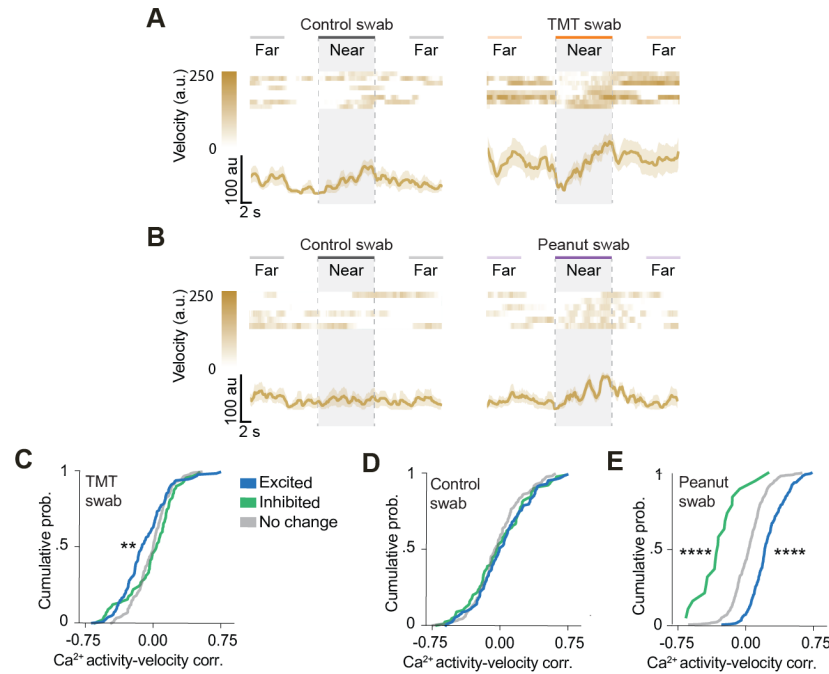 A
Control swab
TMT swab
Far
Near
Far
Far
Near
Far
Velocity (a.u.)
250
0
100 au
2 s
B
Control swab
Peanut swab
Far
Near
Far
Far
Near
Far
Velocity (a.u.)
250
0
100 au
2 s
C
TMT
swab
Excited
Inhibited
No change
Cumulative prob.
1
.5
0
**
-0.75
0.00
0.75
Ca²⁺ activity-velocity corr.
D
Control
swab
Cumulative prob.
1
.5
0
-0.75
0.00
0.75
Ca²⁺ activity-velocity corr.
E
Peanut
swab
Cumulative prob.
1
.5
0
****
****
-0.75
0.00
0.75
Ca²⁺ activity-velocity corr.